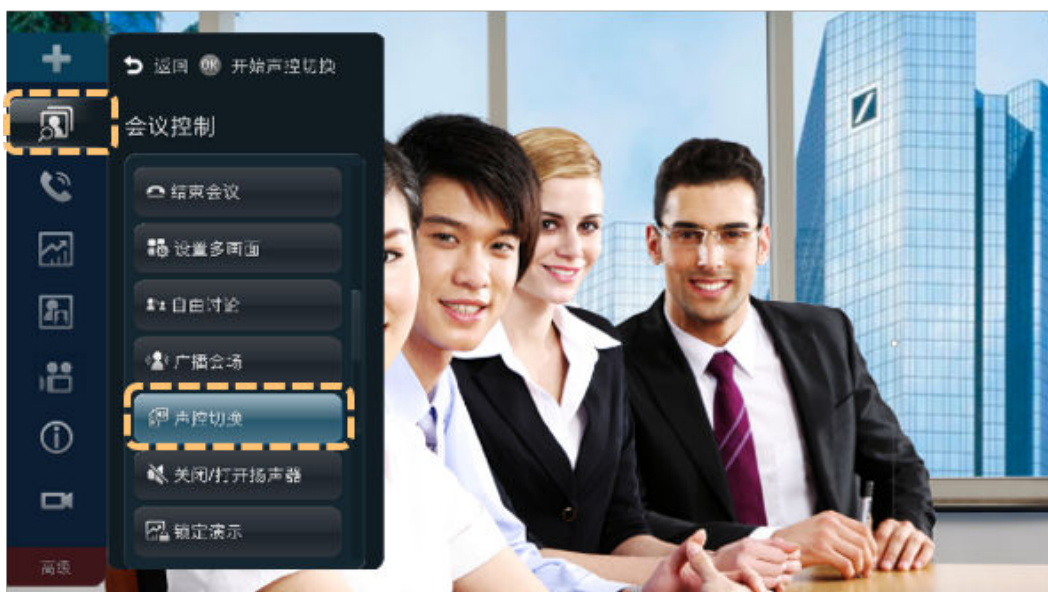 返回 OK 开始声控切换
会议控制
结束会议
设置多画面
自由讨论
广播会场
声控切换
关闭/打开扬声器
锁定演示
高级